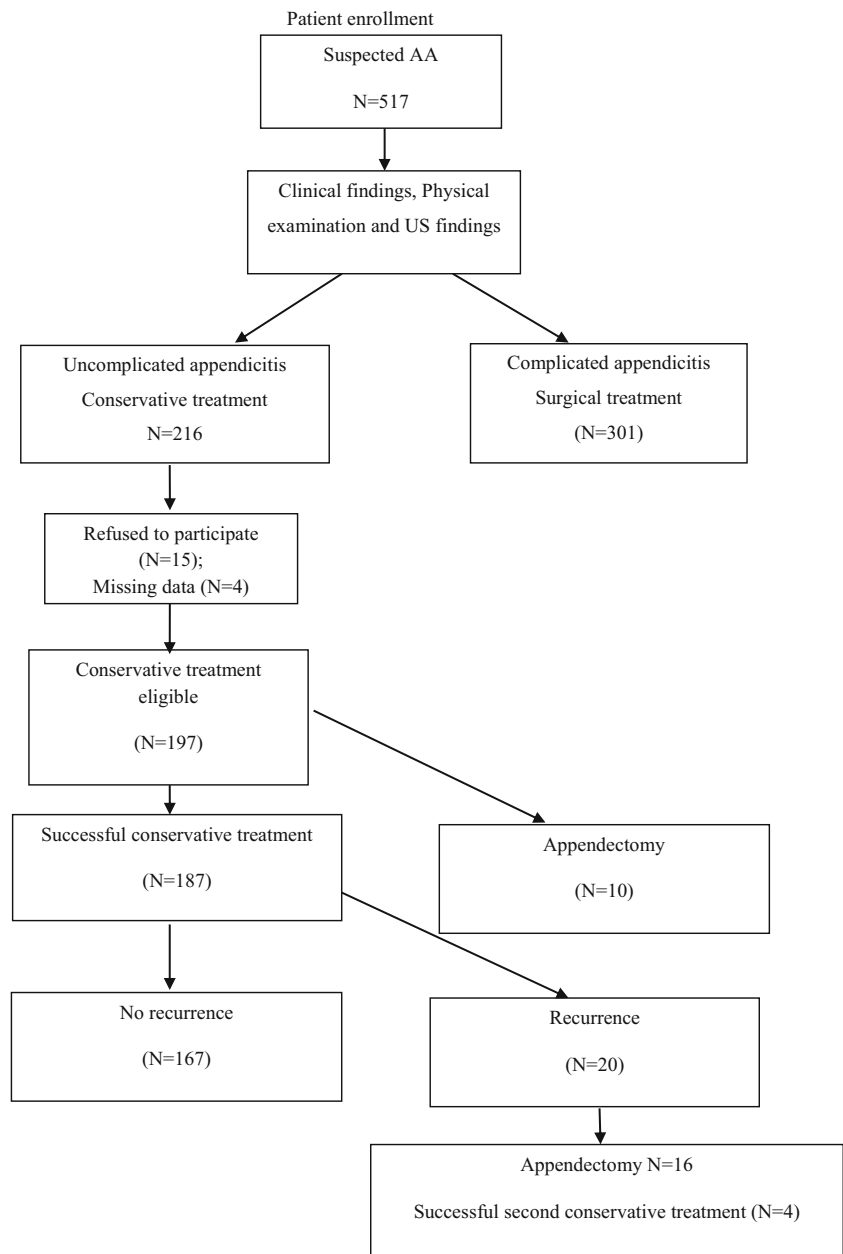 Patient enrollment
Suspected AA
N=517
Clinical findings, Physical
examination and US findings
Uncomplicated appendicitis
Conservative treatment
N=216
Complicated appendicitis
Surgical treatment
(N=301)
Refused to participate
(N=15);
Missing data (N=4)
Conservative treatment
eligible
(N=197)
Successful conservative treatment
(N=187)
Appendectomy
(N=10)
No recurrence
(N=167)
Recurrence
(N=20)
Appendectomy N=16
Successful second conservative treatment (N=4)